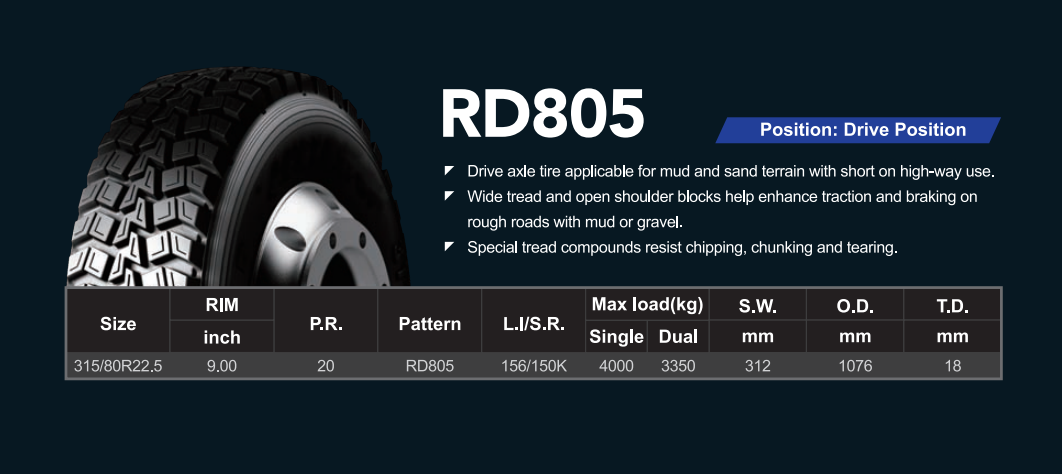 RD805
Position: Drive Position
Drive axle tire applicable for mud and sand terrain with short on high-way use.
Wide tread and open shoulder blocks help enhance traction and braking on
rough roads with mud or gravel.
Special tread compounds resist chipping, chunking and tearing.
Size RIM P.R. Pattern L.I/S.R. Max load(kg) S.W. O.D. T.D.
inch Single Dual mm mm mm
315/80R22.5 9.00 20 RD805 156/150K 4000 3350 312 1076 18